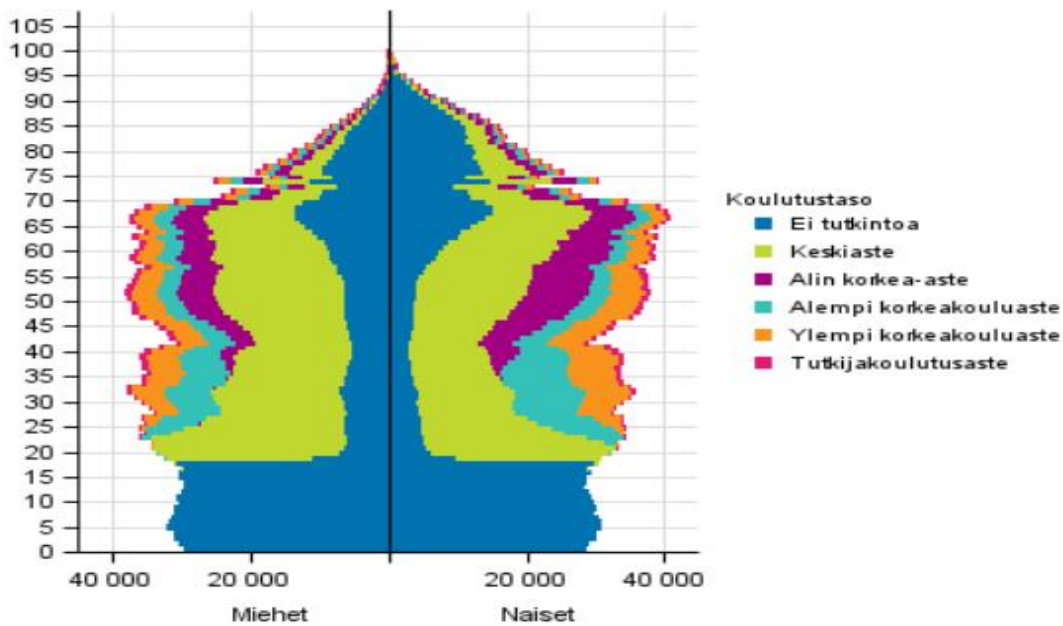 105
100
95
90
85
80
75
70
65
60
55
50
45
40
35
30
25
20
15
10
5
0
40 000 20 000 20 000 40 000
Miehet Naiset
Koulutustaso
Ei tutkintoa
Keskiaste
Alin korkea-aste
Alempi korkeakouluaste
Ylempi korkeakouluaste
Tutkijakoulutusaste